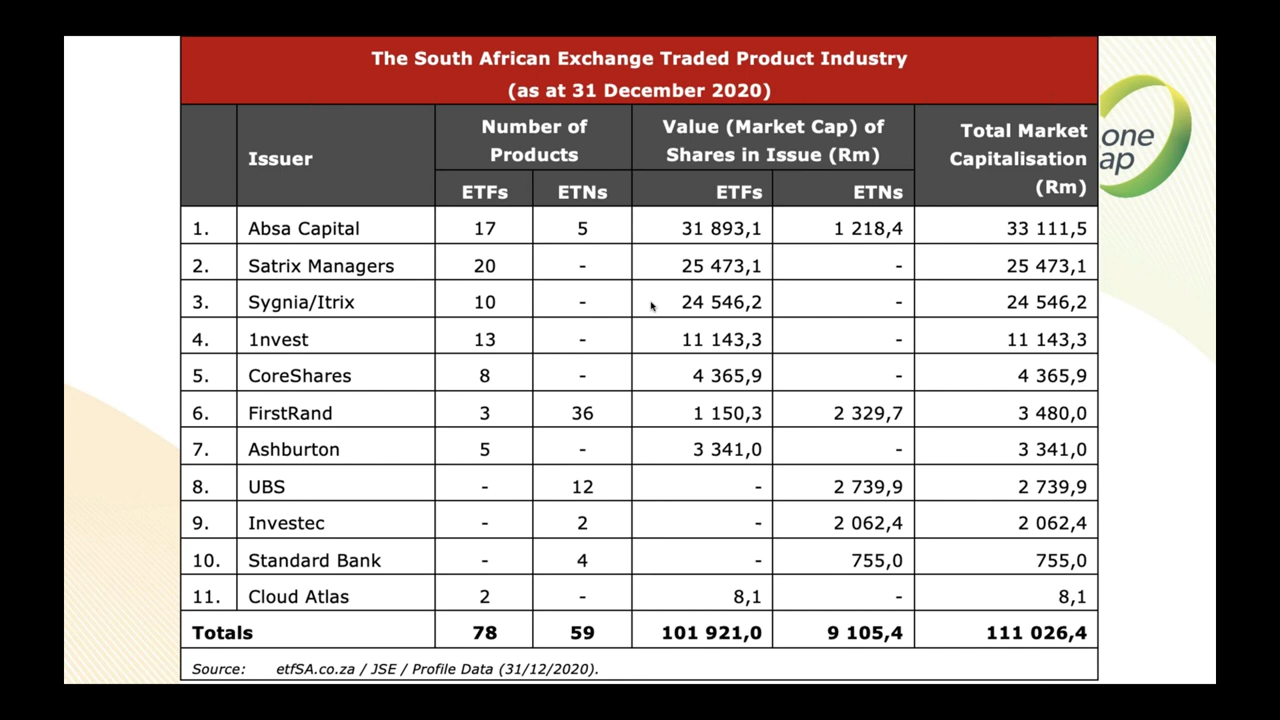 The South African Exchange Traded Product Industry
(as at 31 December 2020)
Issuer
Number of
Products
Value (Market Cap) of
Shares in Issue (Rm)
Total Market
Capitalisation
(Rm)
ETFs ETNs ETFs ETNs
1. Absa Capital 17 5 31 893,1 1 218,4 33 111,5
2. Satrix Managers 20 - 25 473,1 - 25 473,1
3. Sygnia/Itrix 10 - 24 546,2 - 24 546,2
4. 1nvest 13 - 11 143,3 - 11 143,3
5. CoreShares 8 - 4 365,9 - 4 365,9
6. FirstRand 3 36 1 150,3 2 329,7 3 480,0
7. Ashburton 5 - 3 341,0 - 3 341,0
8. UBS - 12 - 2 739,9 2 739,9
9. Investec - 2 - 2 062,4 2 062,4
10. Standard Bank - 4 - 755,0 755,0
11. Cloud Atlas 2 - 8,1 - 8,1
Totals 78 59 101 921,0 9 105,4 111 026,4
Source: etfSA.co.za / JSE / Profile Data (31/12/2020).
one
ap